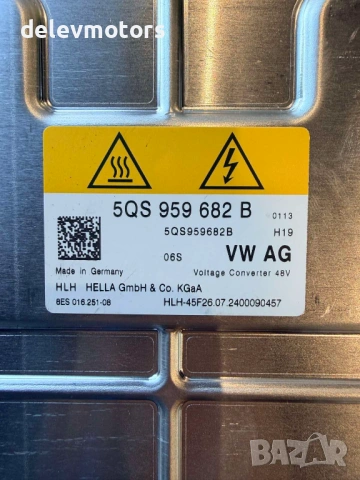 delevmotors
5QS 959 682 B 0113
5QS959682B H19
06S VW AG
Made in Germany Voltage Converter 48V
HLH HELLA GmbH & Co. KGaA
8ES 016.251-08 HLH-45F26.07.2400090457
BAZAR